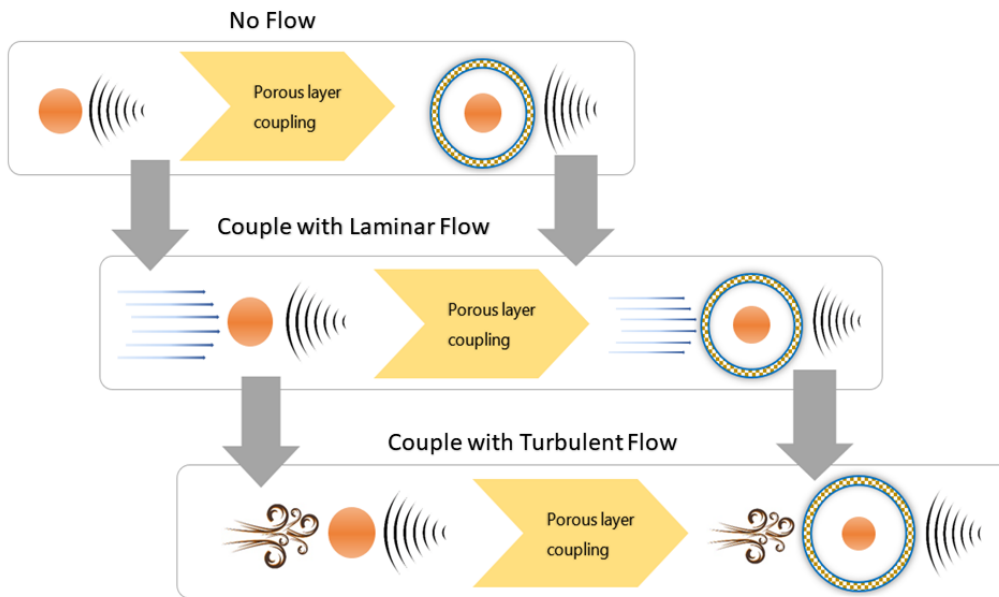 No Flow
Porous layer
coupling
Couple with Laminar Flow
Porous layer
coupling
Couple with Turbulent Flow
Porous layer
coupling